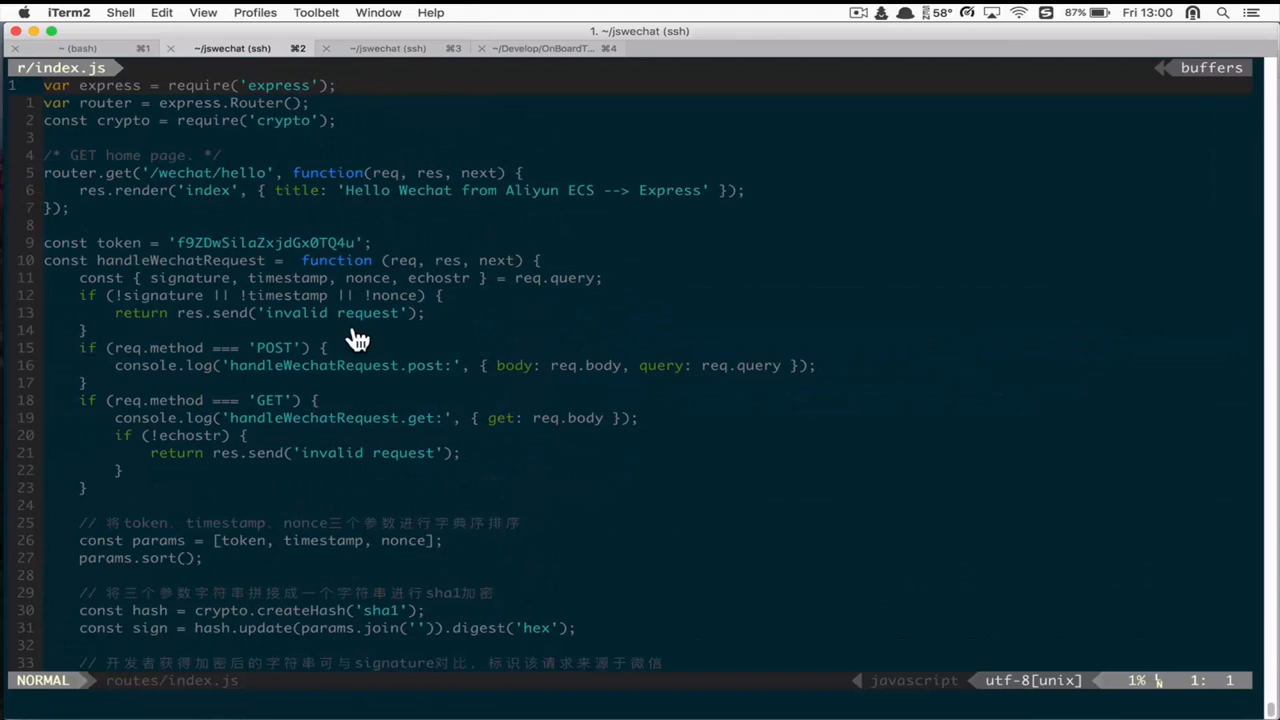 iTerm2 Shell Edit View Profiles Toolbelt Window Help 58° 87% Fri 13:00
1. ~/jswechat (ssh)
~ (bash) ⌘1 ~/jswechat (ssh) ⌘2 ~/jswechat (ssh) ⌘3 ~/Develop/OnBoardT... ⌘4
r/index.js buffers
1 var express = require('express');
1 var router = express.Router();
2 const crypto = require('crypto');
3
4 /* GET home page. */
5 router.get('/wechat/hello', function(req, res, next) {
6 res.render('index', { title: 'Hello Wechat from Aliyun ECS --> Express' });
7 });
8
9 const token = 'f9ZDwSilaZxjdGx0TQ4u';
10 const handleWechatRequest = function (req, res, next) {
11 const { signature, timestamp, nonce, echostr } = req.query;
12 if (!signature || !timestamp || !nonce) {
13 return res.send('invalid request');
14 }
15 if (req.method === 'POST') {
16 console.log('handleWechatRequest.post:', { body: req.body, query: req.query });
17 }
18 if (req.method === 'GET') {
19 console.log('handleWechatRequest.get:', { get: req.body });
20 if (!echostr) {
21 return res.send('invalid request');
22 }
23 }
24
25 // 将token、timestamp、nonce三个参数进行字典序排序
26 const params = [token, timestamp, nonce];
27 params.sort();
28
29 // 将三个参数字符串拼接成一个字符串进行sha1加密
30 const hash = crypto.createHash('sha1');
31 const sign = hash.update(params.join('')).digest('hex');
32
33 // 开发者获得加密后的字符串可与signature对比，标识该请求来源于微信
NORMAL routes/index.js javascript utf-8[unix] 1% 1: 1